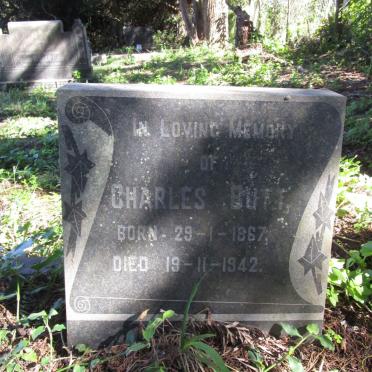 IN LOVING MEMORY
OF
CHARLES BUTT.
BORN - 29-1-1867.
DIED 19-11-1942.